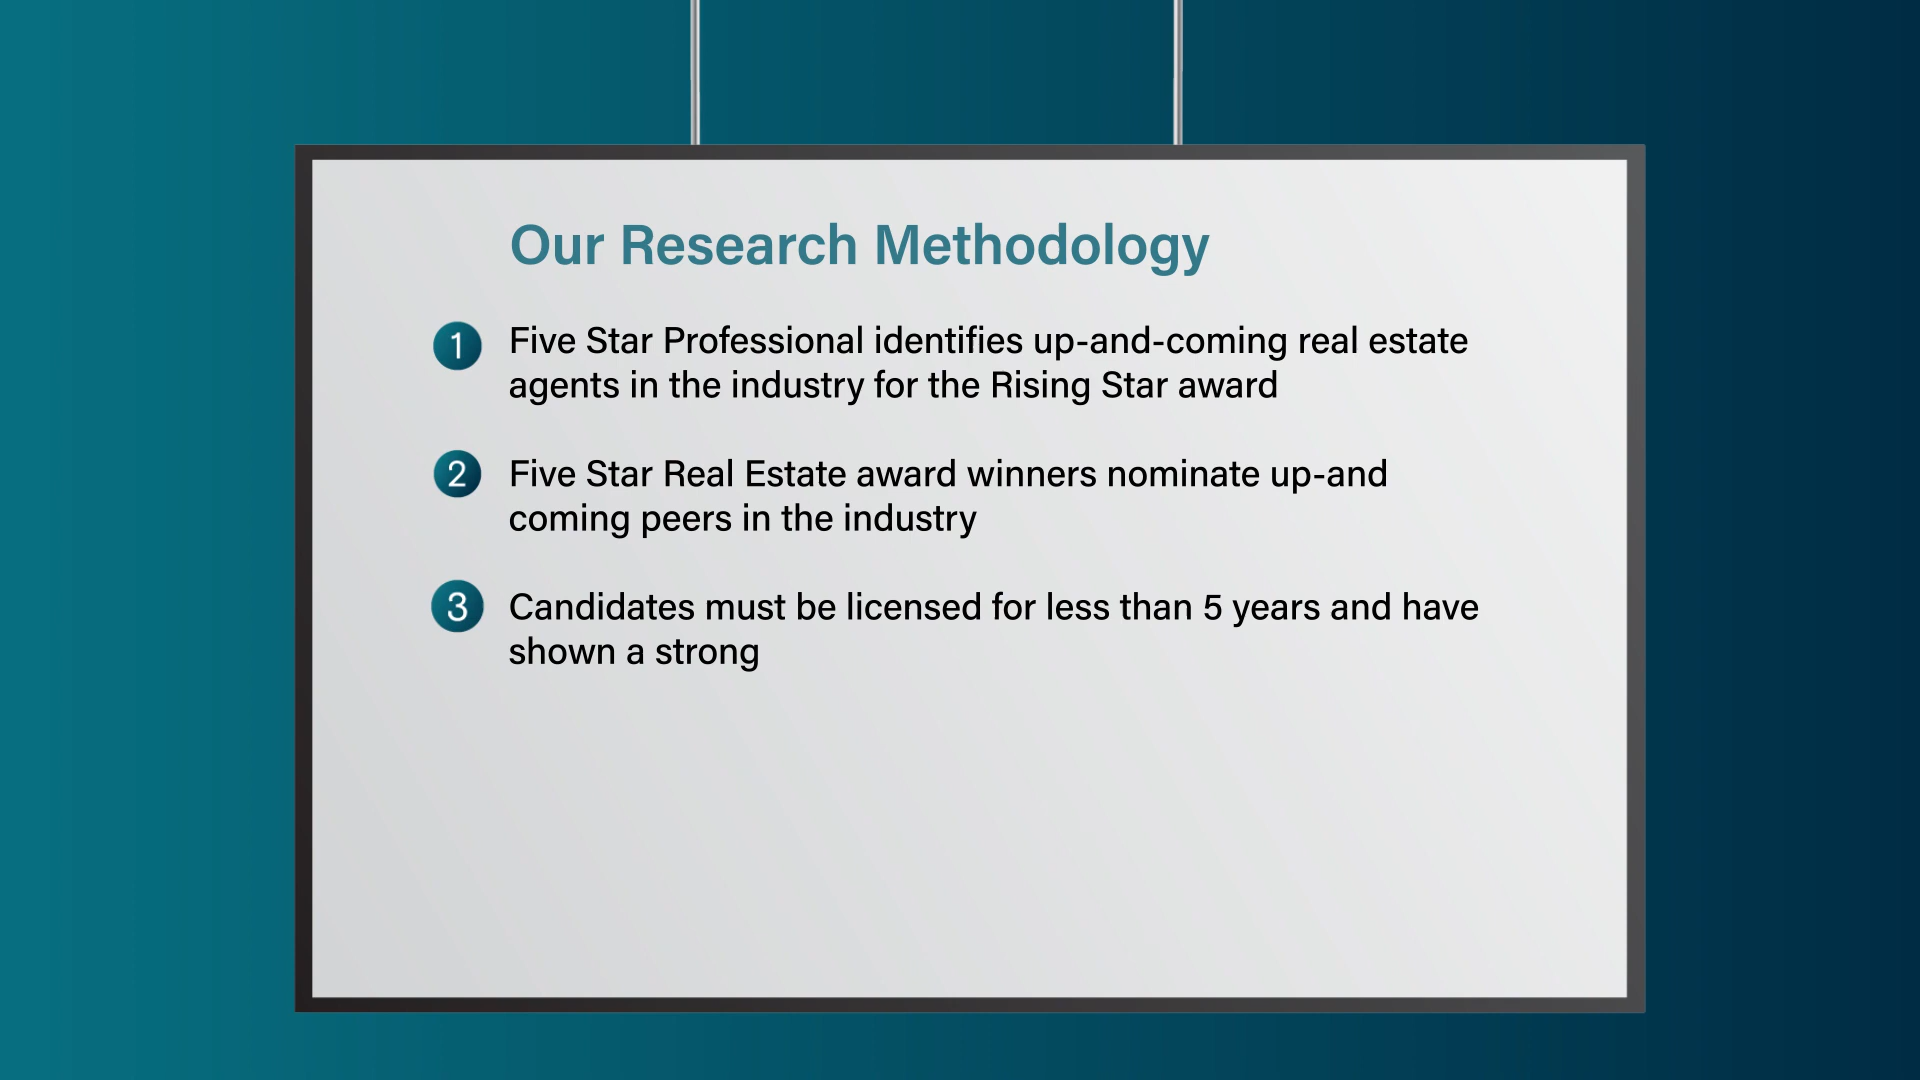 Our Research Methodology
1 Five Star Professional identifies up-and-coming real estate
agents in the industry for the Rising Star award
2 Five Star Real Estate award winners nominate up-and
coming peers in the industry
3 Candidates must be licensed for less than 5 years and have
shown a strong